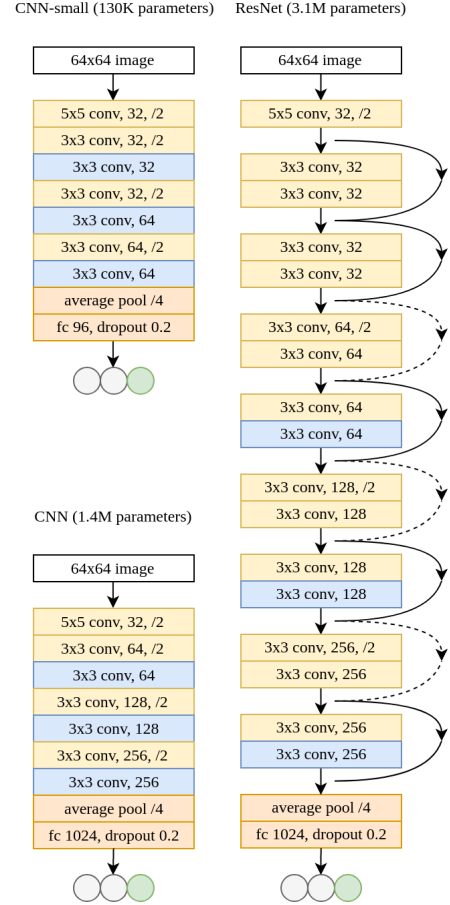 CNN-small (130K parameters)
64x64 image
5x5 conv, 32, /2
3x3 conv, 32, /2
3x3 conv, 32
3x3 conv, 32, /2
3x3 conv, 64
3x3 conv, 64, /2
3x3 conv, 64
average pool /4
fc 96, dropout 0.2
CNN (1.4M parameters)
64x64 image
5x5 conv, 32, /2
3x3 conv, 64, /2
3x3 conv, 64
3x3 conv, 128, /2
3x3 conv, 128
3x3 conv, 256, /2
3x3 conv, 256
average pool /4
fc 1024, dropout 0.2
ResNet (3.1M parameters)
64x64 image
5x5 conv, 32, /2
3x3 conv, 32
3x3 conv, 32
3x3 conv, 32
3x3 conv, 32
3x3 conv, 64, /2
3x3 conv, 64
3x3 conv, 64
3x3 conv, 64
3x3 conv, 128, /2
3x3 conv, 128
3x3 conv, 128
3x3 conv, 128
3x3 conv, 256, /2
3x3 conv, 256
3x3 conv, 256
3x3 conv, 256
average pool /4
fc 1024, dropout 0.2